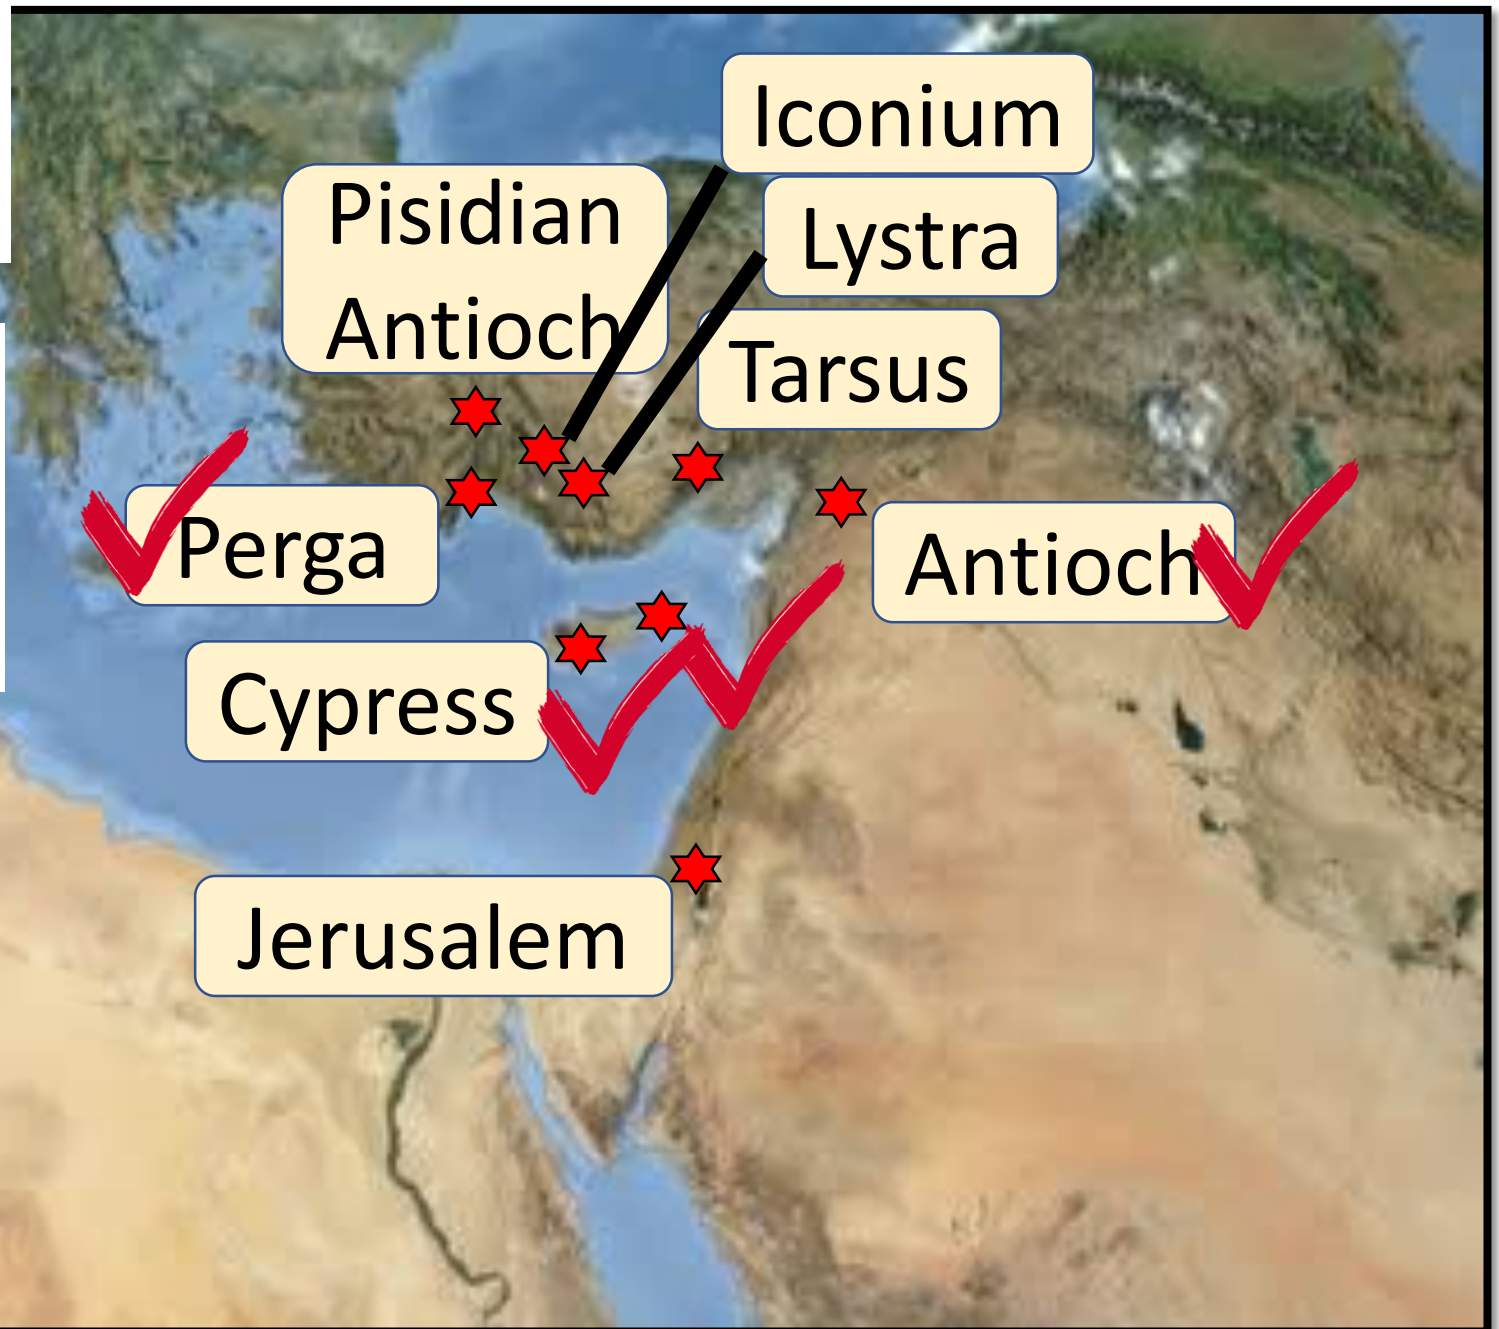 Iconium
Pisidian
Antioch
Lystra
Tarsus
Perga
Antioch
Cypress
Jerusalem